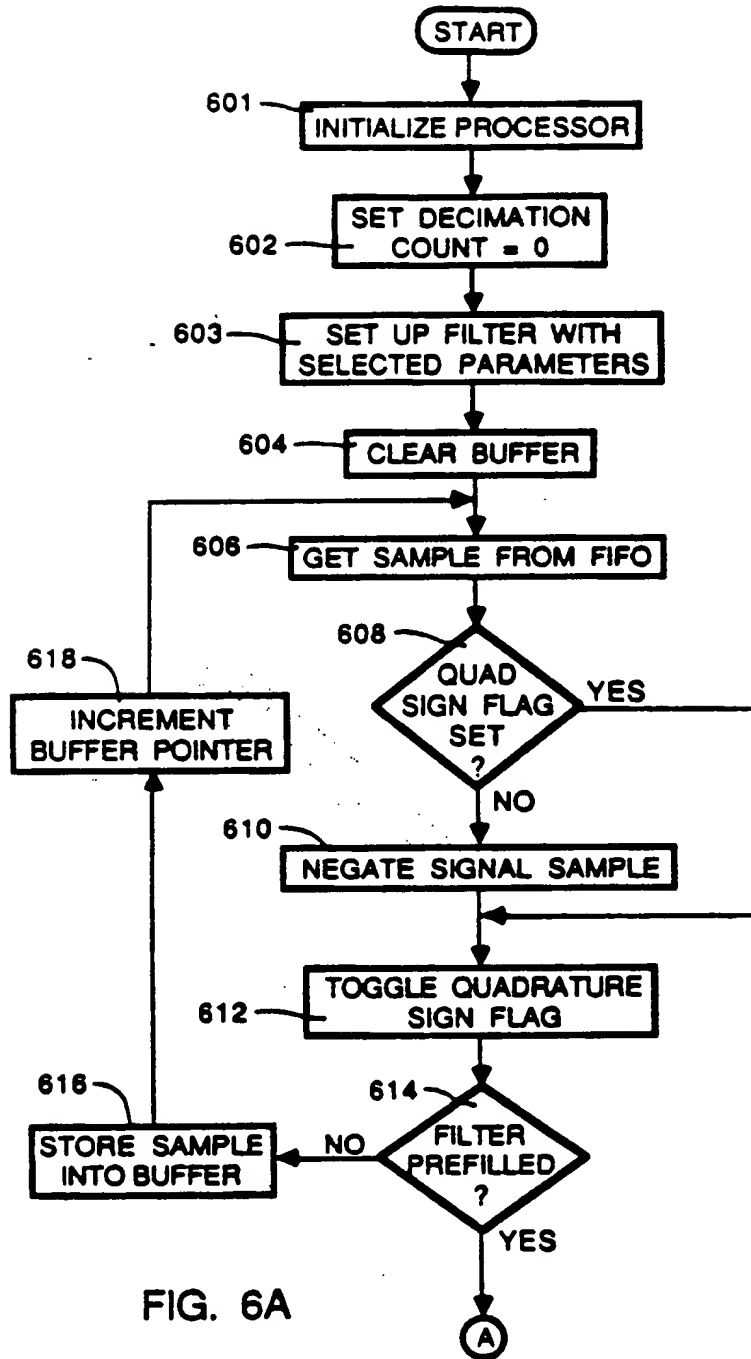 START
601
INITIALIZE PROCESSOR
SET DECIMATION
COUNT = 0
602
603
SET UP FILTER WITH
SELECTED PARAMETERS
604
CLEAR BUFFER
606
GET SAMPLE FROM FIFO
608
QUAD
SIGN FLAG
SET
?
YES
NO
618
INCREMENT
BUFFER POINTER
610
NEGATE SIGNAL SAMPLE
TOGGLE QUADRATURE
SIGN FLAG
612
614
FILTER
PREFILLED
?
NO
YES
616
STORE SAMPLE
INTO BUFFER
FIG. 6A
A